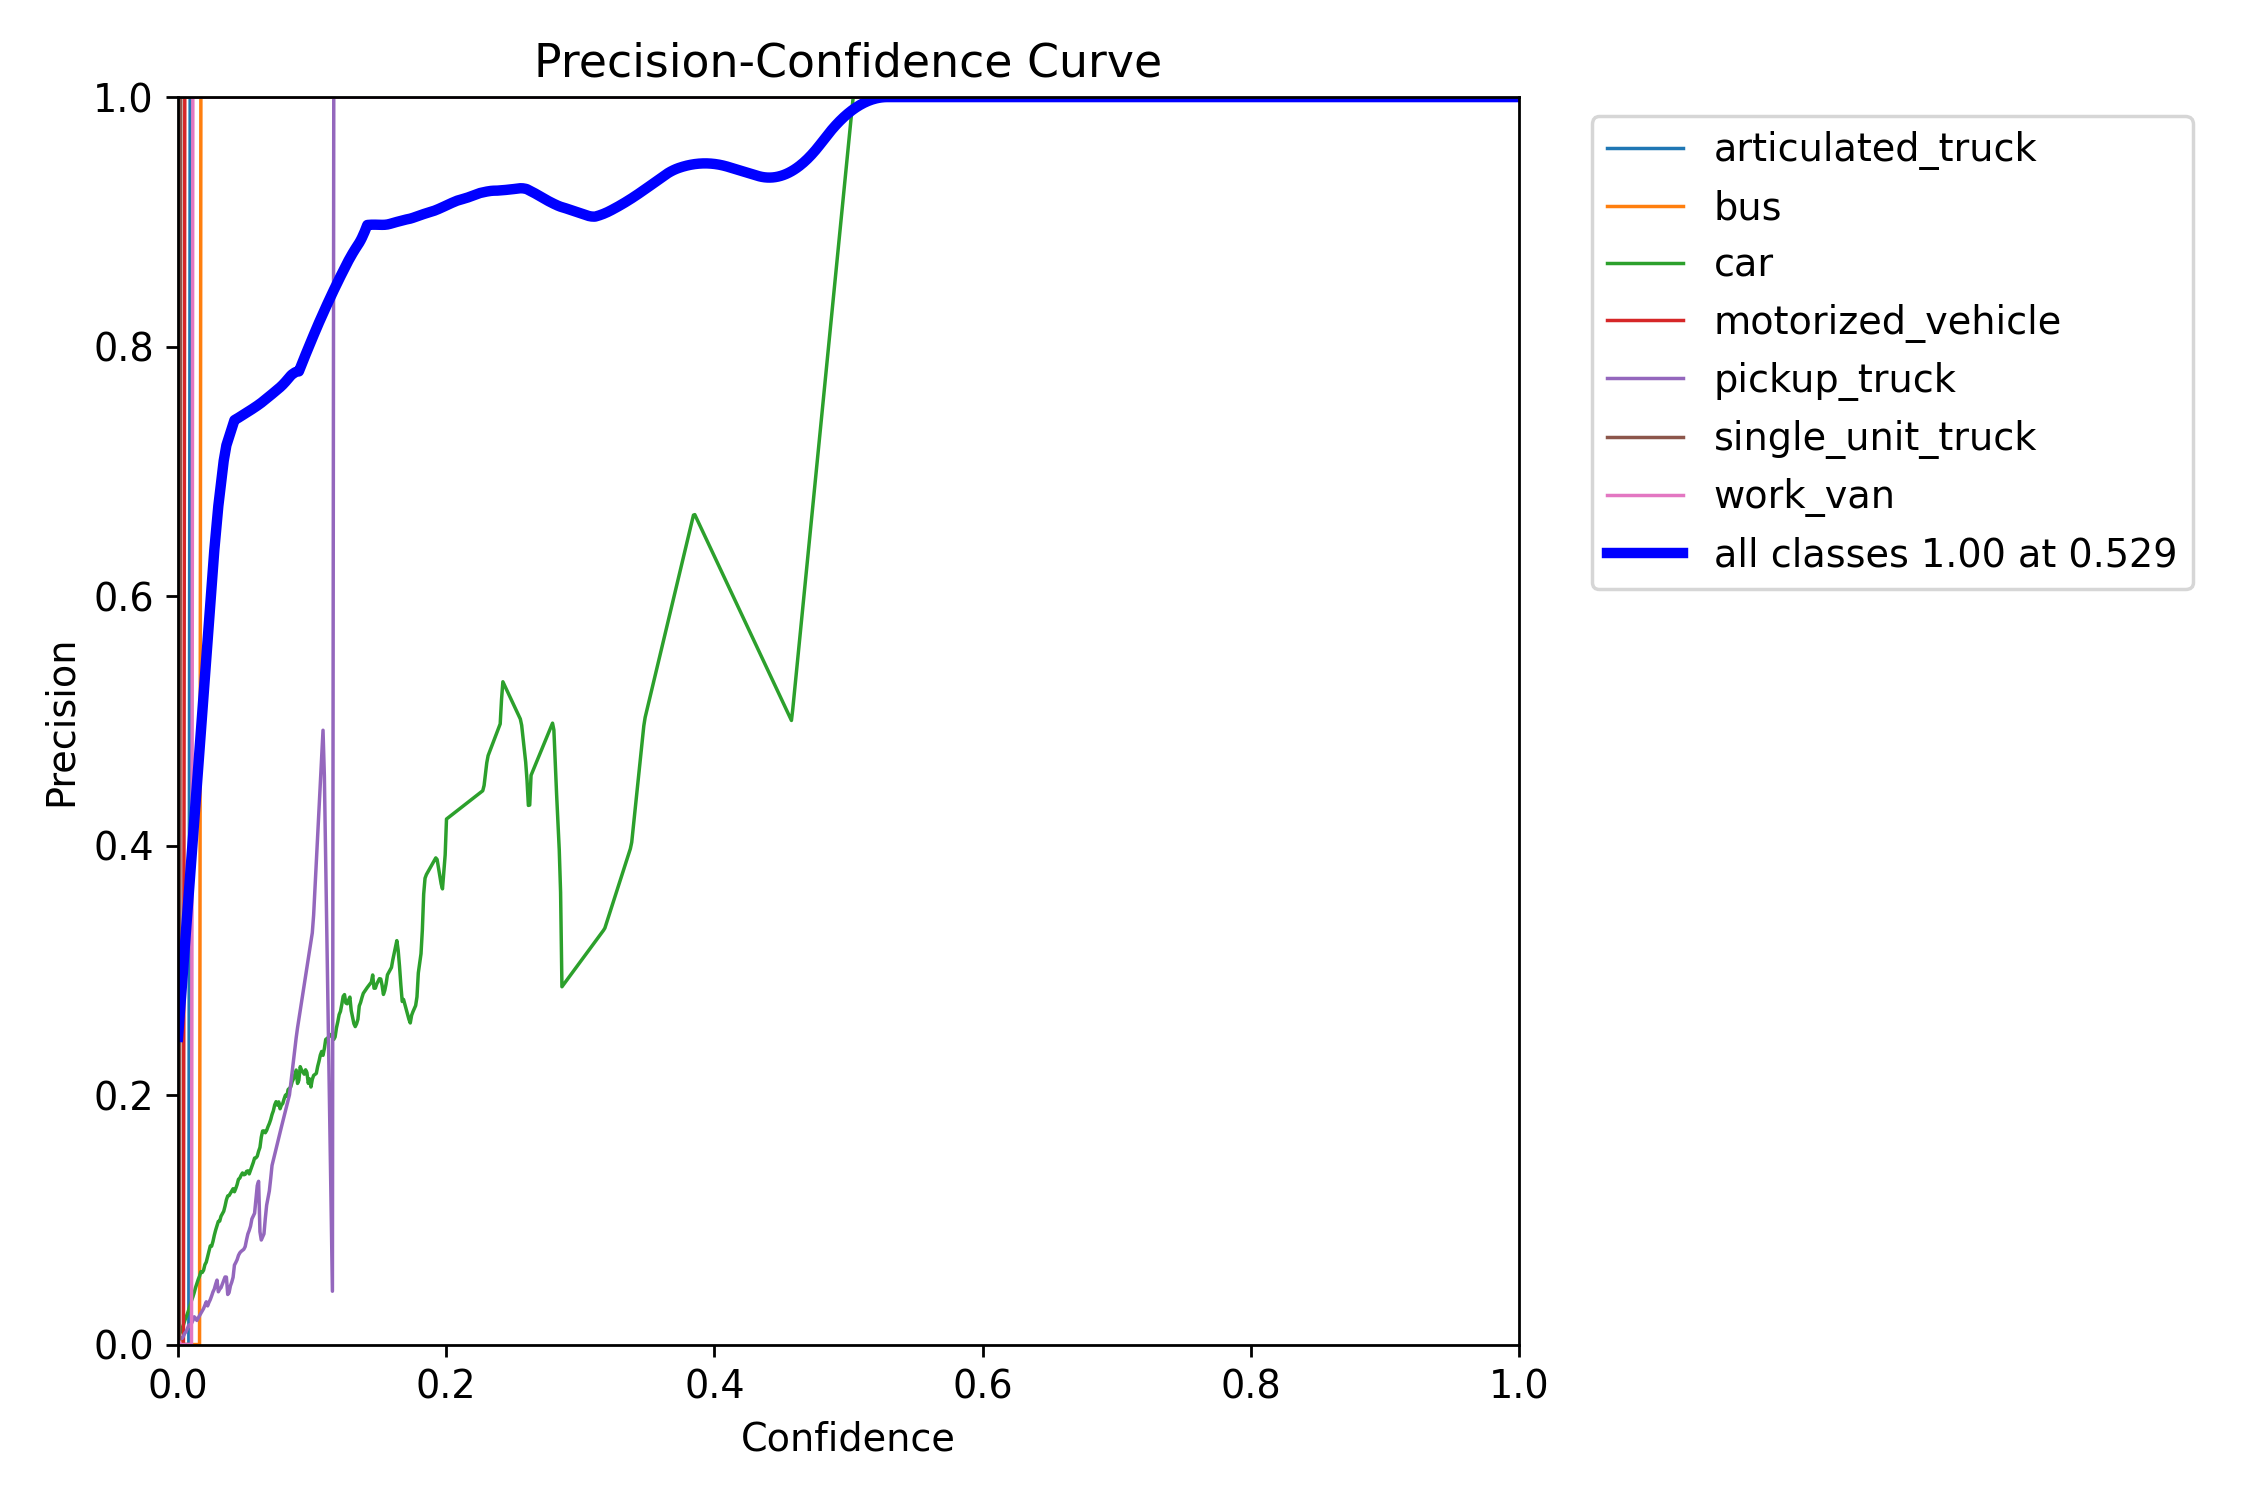 Precision-Confidence Curve
1.0
0.8
0.6
0.4
0.2
0.0
Precision
0.0 0.2 0.4 0.6 0.8 1.0
Confidence
articulated_truck
bus
car
motorized_vehicle
pickup_truck
single_unit_truck
work_van
all classes 1.00 at 0.529